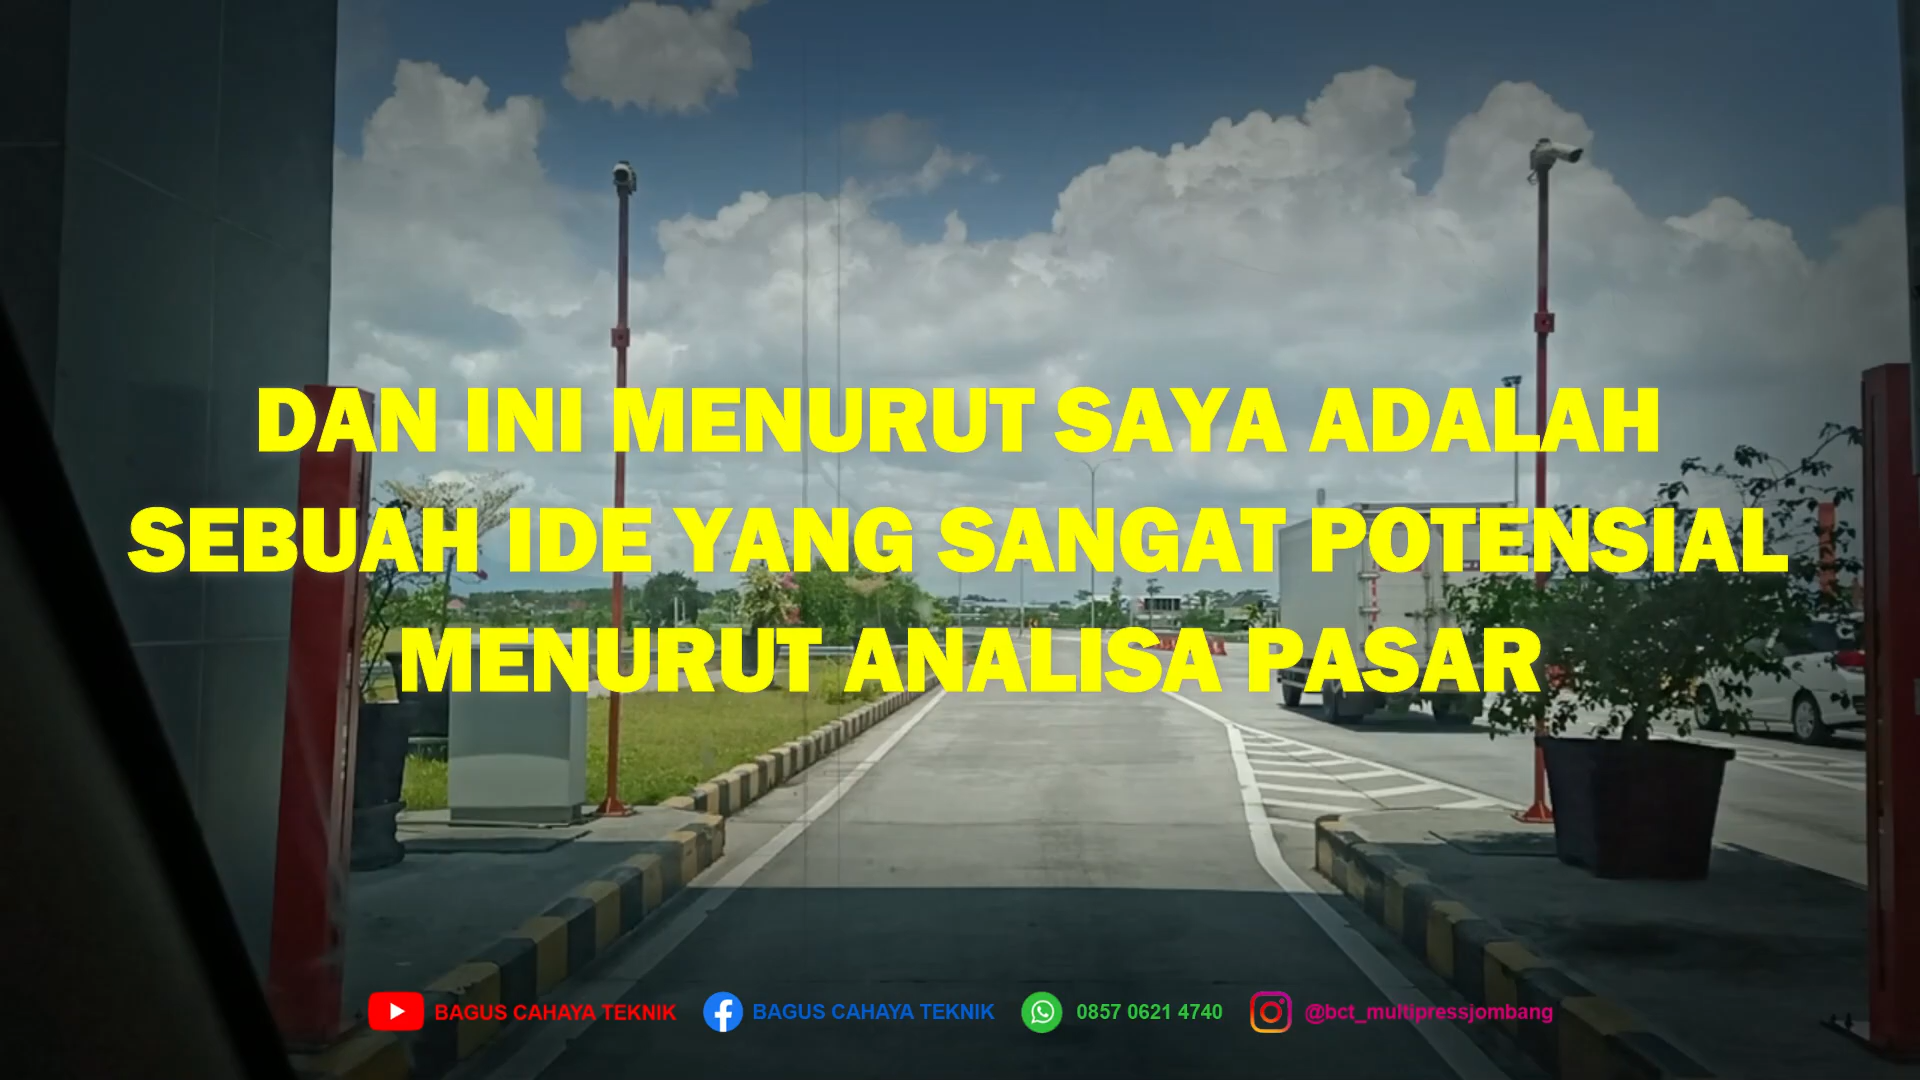 DAN INI MENURUT SAYA ADALAH
SEBUAH IDE YANG SANGAT POTENSIAL
MENURUT ANALISA PASAR
BAGUS CAHAYA TEKNIK BAGUS CAHAYA TEKNIK 0857 0621 4740 @bct_multipressjombang